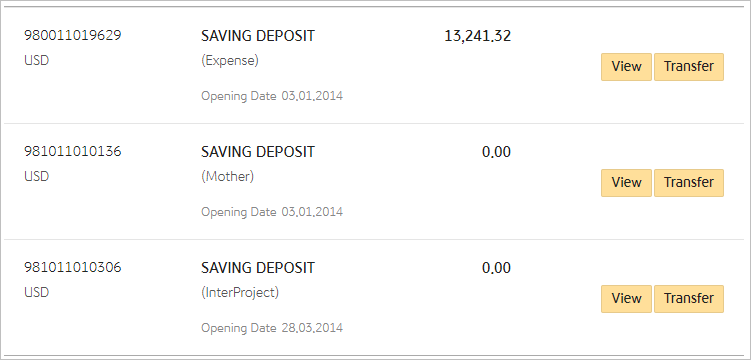 980011019629 SAVING DEPOSIT 13,241.32
USD (Expense)
View Transfer
Opening Date 03.01.2014
981011010136 SAVING DEPOSIT 0.00
USD (Mother)
View Transfer
Opening Date 03.01.2014
981011010306 SAVING DEPOSIT 0.00
USD (InterProject)
View Transfer
Opening Date 28.03.2014